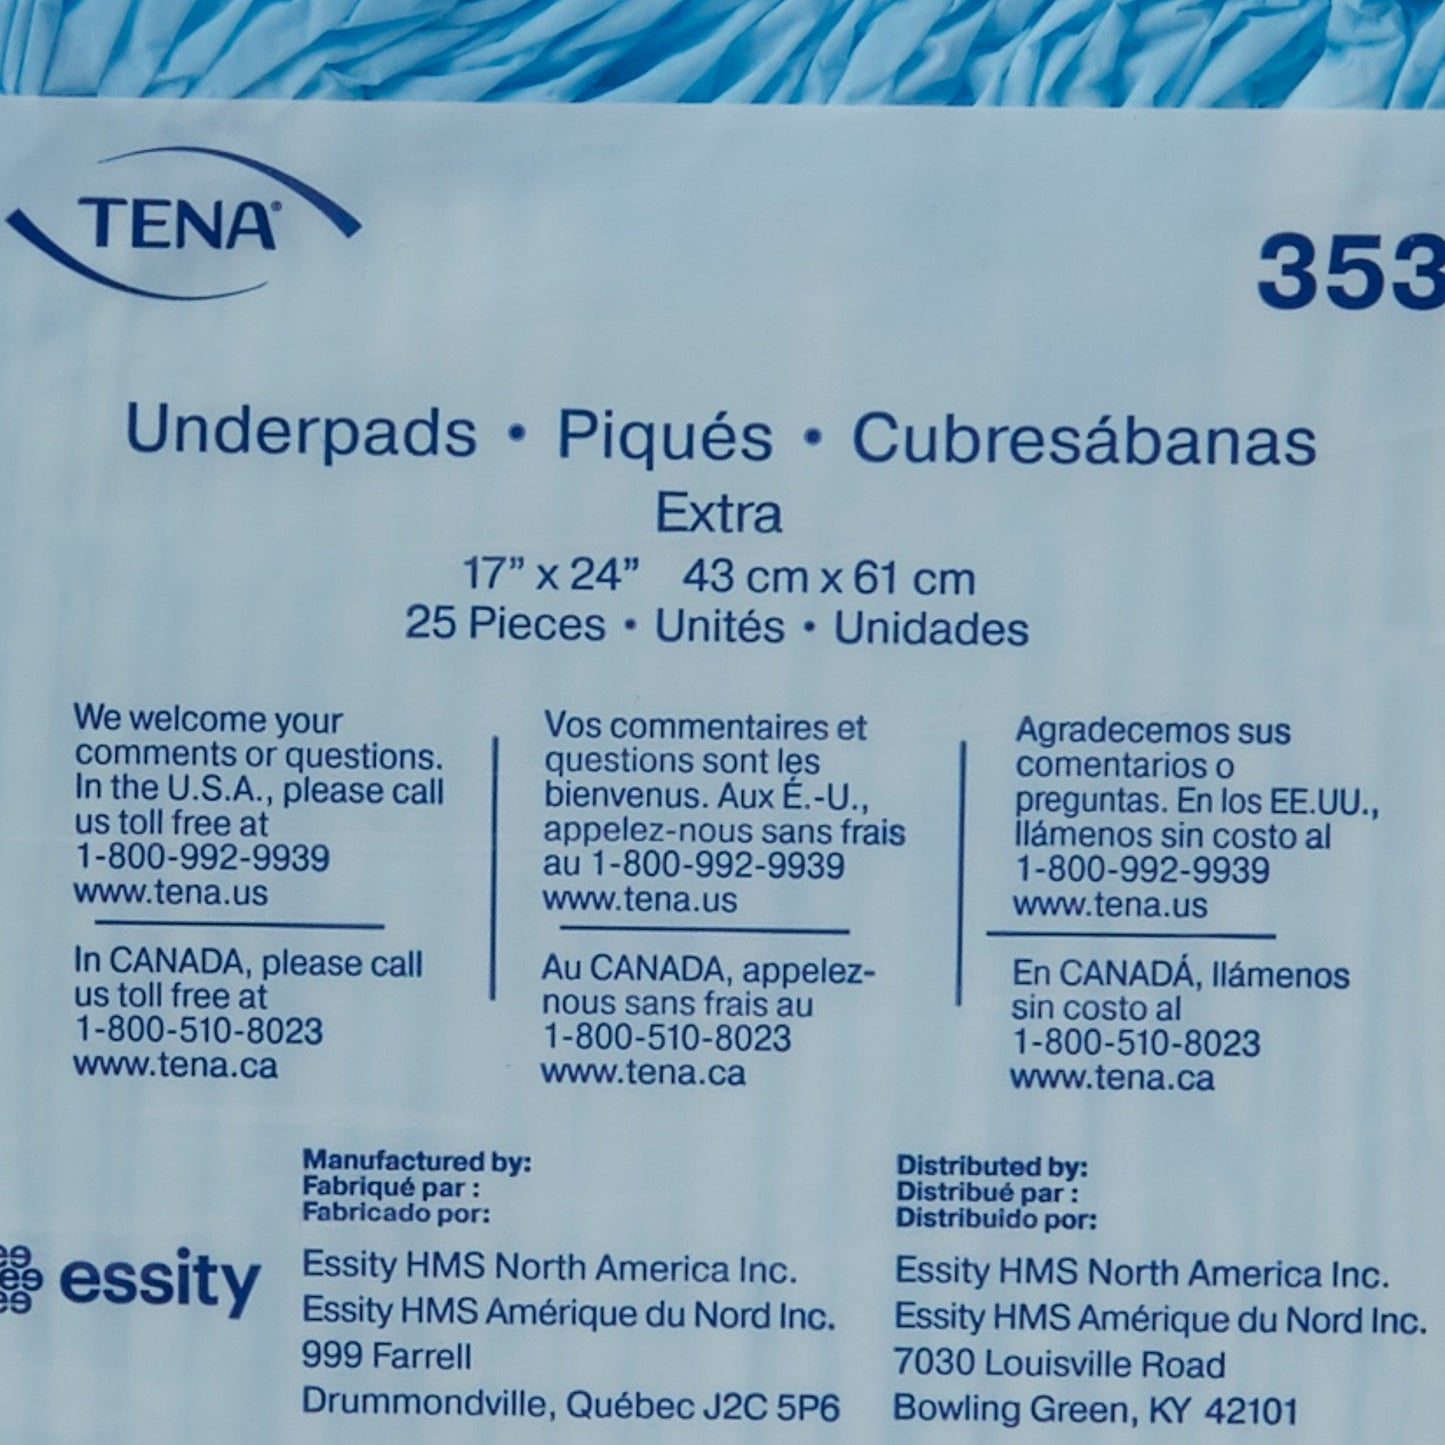 TENA®
353
Underpads • Piqués • Cubresábanas
Extra
17” x 24” 43 cm x 61 cm
25 Pieces • Unités • Unidades
We welcome your
comments or questions.
In the U.S.A., please call
us toll free at
1-800-992-9939
www.tena.us
In CANADA, please call
us toll free at
1-800-510-8023
www.tena.ca
Vos commentaires et
questions sont les
bienvenus. Aux É.-U.,
appelez-nous sans frais
au 1-800-992-9939
www.tena.us
Au CANADA, appelez-
nous sans frais au
1-800-510-8023
www.tena.ca
Agradecemos sus
comentarios o
preguntas. En los EE.UU.,
llámenos sin costo al
1-800-992-9939
www.tena.us
En CANADÁ, llámenos
sin costo al
1-800-510-8023
www.tena.ca
essity
Manufactured by:
Fabriqué par :
Fabricado por:
Essity HMS North America Inc.
Essity HMS Amérique du Nord Inc.
999 Farrell
Drummondville, Québec J2C 5P6
Distributed by:
Distribué par :
Distribuido por:
Essity HMS North America Inc.
Essity HMS Amérique du Nord Inc.
7030 Louisville Road
Bowling Green, KY 42101